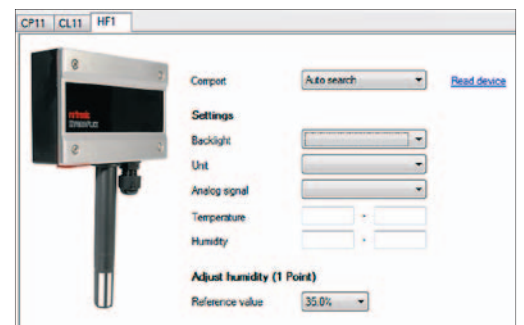 CP11 CL11 HF1
Comport Auto search Read device
Settings
Backlight
Unit
Analog signal
Temperature -
Humidity -
Adjust humidity (1 Point)
Reference value 35.0%
rotronic